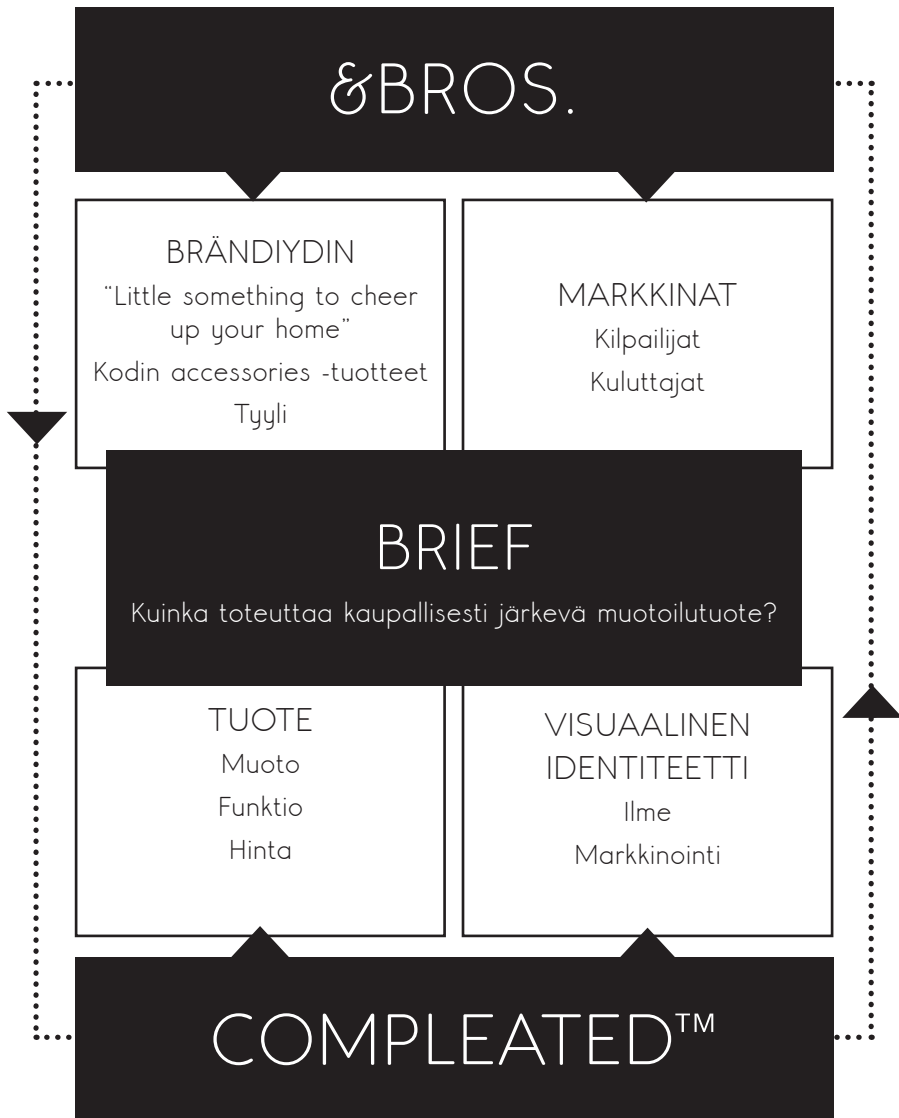 &BROS.
BRÄNDIYDIN
"Little something to cheer
up your home"
Kodin accessories -tuotteet
Tyyli
MARKKINAT
Kilpailijat
Kuluttajat
BRIEF
Kuinka toteuttaa kaupallisesti järkevä muotoilutuote?
TUOTE
Muoto
Funktio
Hinta
VISUAALINEN
IDENTITEETTI
Ilme
Markkinointi
COMPLEATED™